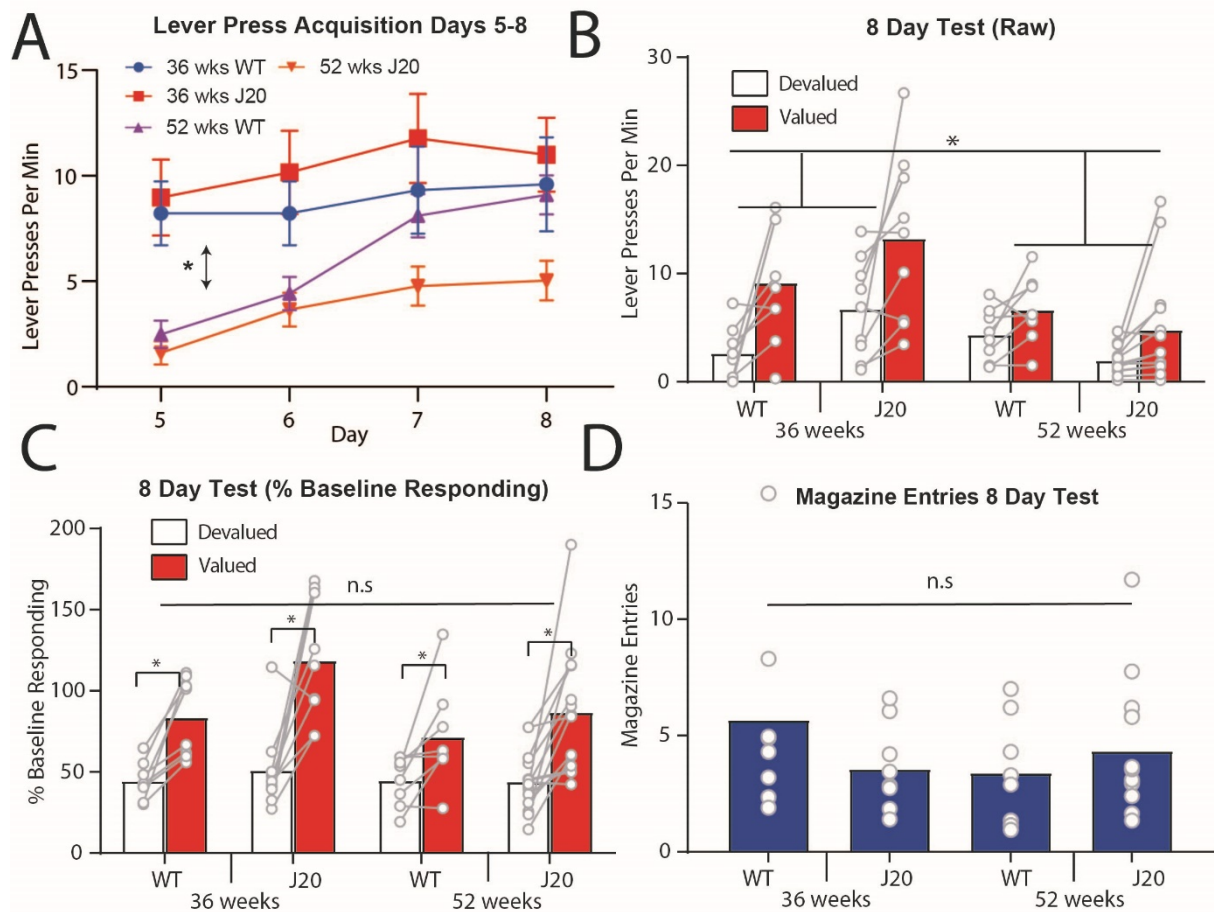 A
Lever Press Acquisition Days 5-8
36 wks WT
52 wks J20
36 wks J20
52 wks WT
Lever Presses Per Min
15
10
5
0
*
5 6 7 8
Day
B
8 Day Test (Raw)
Devalued
Valued
Lever Presses Per Min
30
20
10
0
*
WT J20 WT J20
36 weeks 52 weeks
C
8 Day Test (% Baseline Responding)
Devalued
Valued
% Baseline Responding
200
150
100
50
0
n.s
* * * *
WT J20 WT J20
36 weeks 52 weeks
D
Magazine Entries 8 Day Test
Magazine Entries
15
10
5
0
n.s
WT J20 WT J20
36 weeks 52 weeks